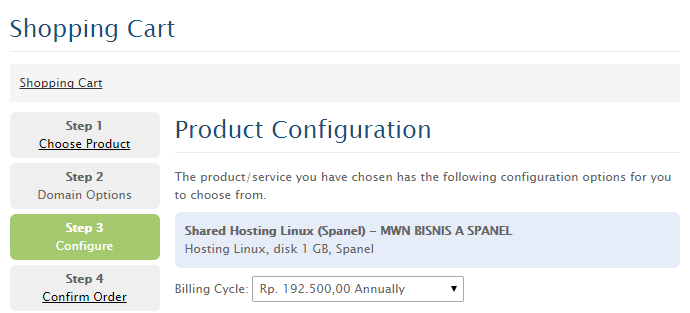 Shopping Cart
Shopping Cart
Step 1
Choose Product
Step 2
Domain Options
Step 3
Configure
Step 4
Confirm Order
Product Configuration
The product/service you have chosen has the following configuration options for you
to choose from.
Shared Hosting Linux (Spanel) - MWN BISNIS A SPANEL
Hosting Linux, disk 1 GB, Spanel
Billing Cycle: Rp. 192.500,00 Annually